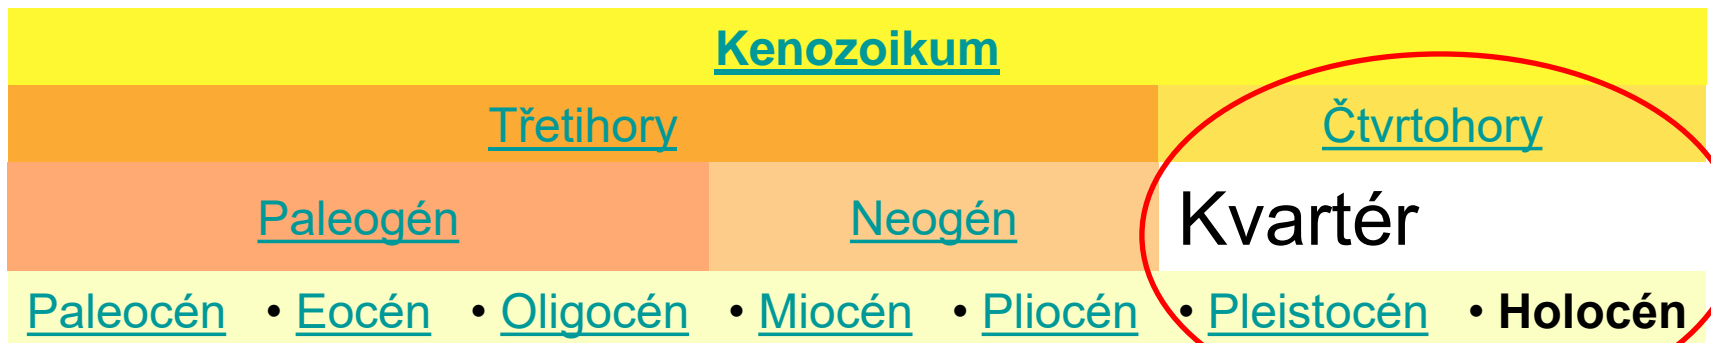 Kenozoikum
Třetihory Čtvrtohory
Paleogén Neogén Kvartér
Paleocén • Eocén • Oligocén • Miocén • Pliocén • Pleistocén • Holocén